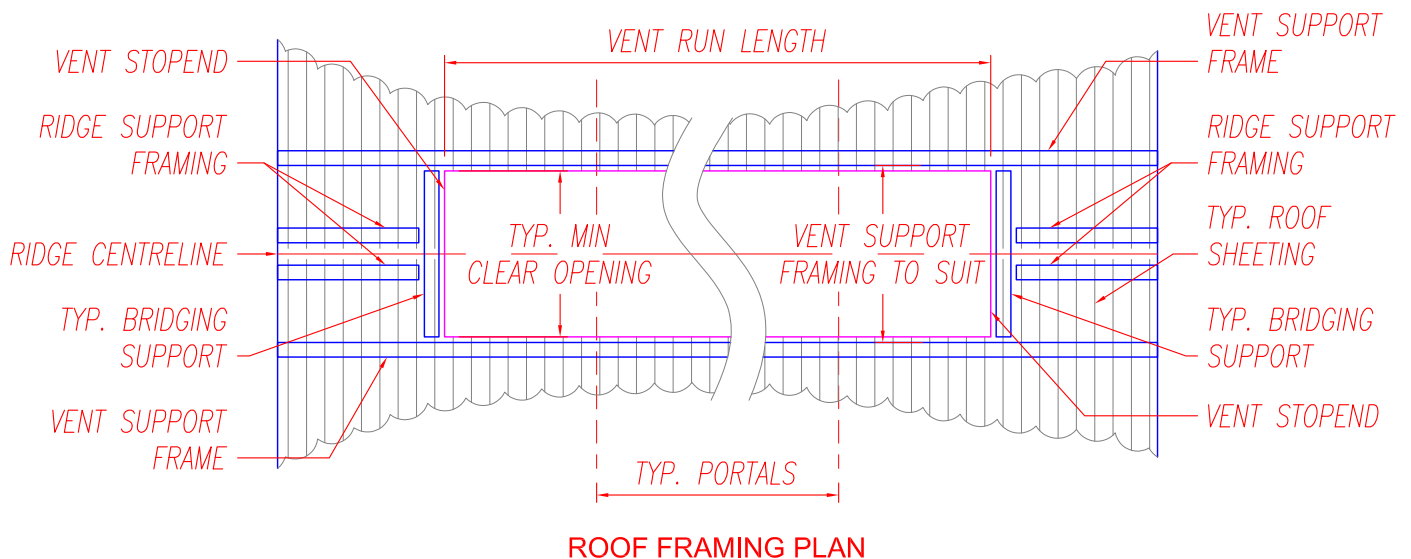 VENT RUN LENGTH
VENT STOPEND
RIDGE SUPPORT
FRAMING
RIDGE CENTRELINE
TYP. BRIDGING
SUPPORT
VENT SUPPORT
FRAME
TYP. MIN
CLEAR OPENING
VENT SUPPORT
FRAMING TO SUIT
VENT SUPPORT
FRAME
RIDGE SUPPORT
FRAMING
TYP. ROOF
SHEETING
TYP. BRIDGING
SUPPORT
VENT STOPEND
TYP. PORTALS
ROOF FRAMING PLAN